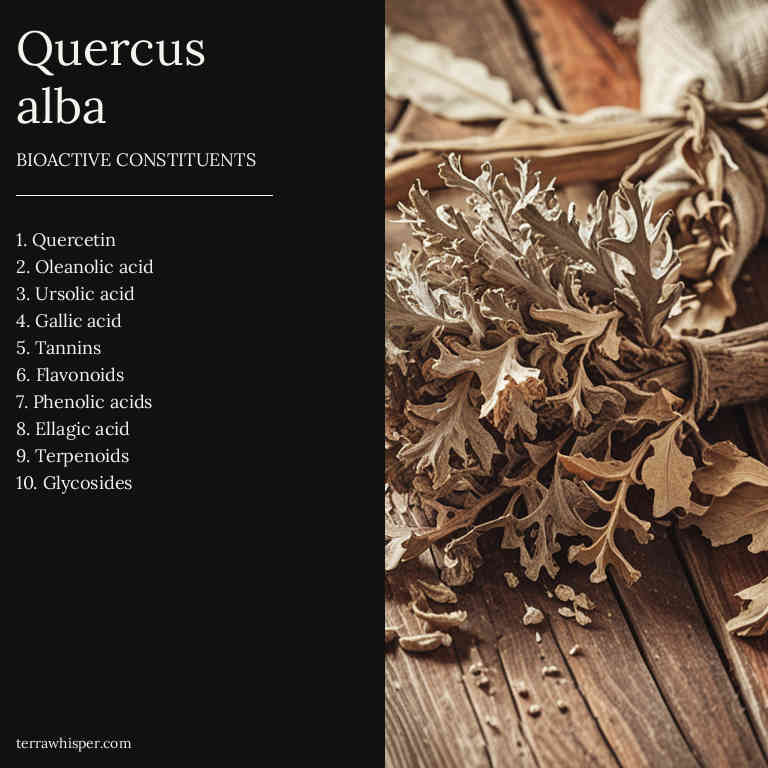 Quercus
alba
BIOACTIVE CONSTITUENTS
1. Quercetin
2. Oleanolic acid
3. Ursolic acid
4. Gallic acid
5. Tannins
6. Flavonoids
7. Phenolic acids
8. Ellagic acid
9. Terpenoids
10. Glycosides
terrawhisper.com